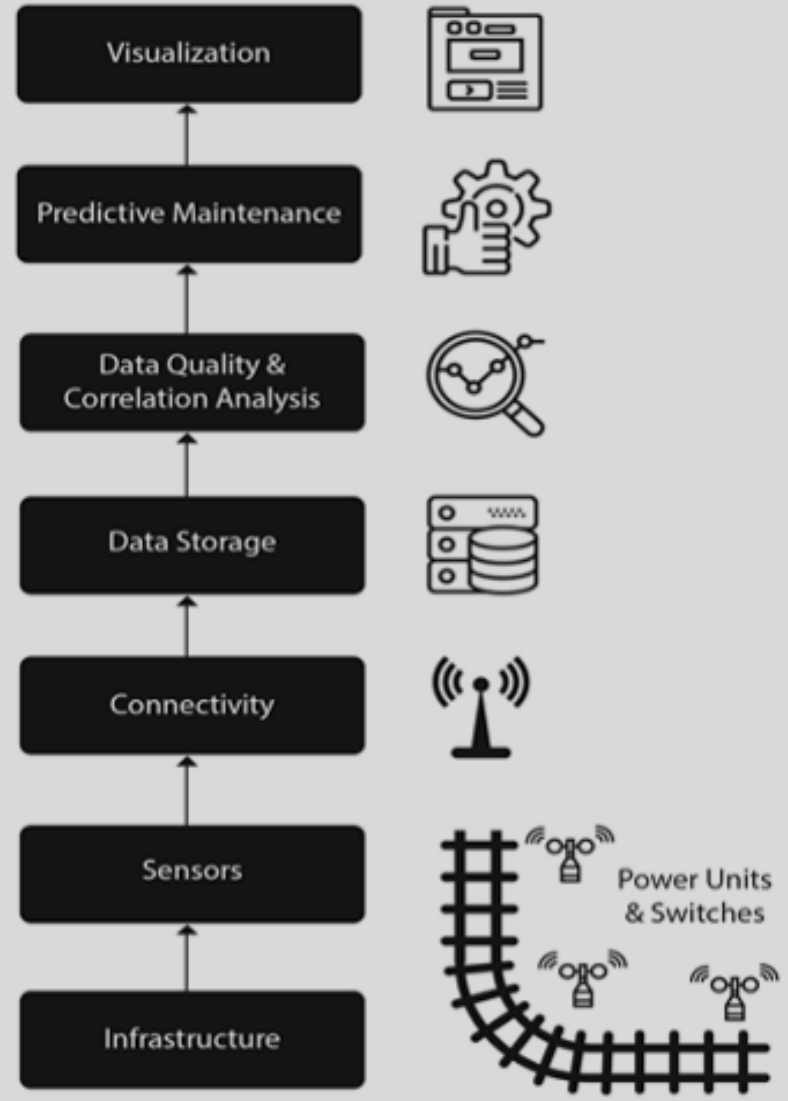 Visualization
Predictive Maintenance
Data Quality &
Correlation Analysis
Data Storage
Connectivity
Sensors
Power Units
& Switches
Infrastructure